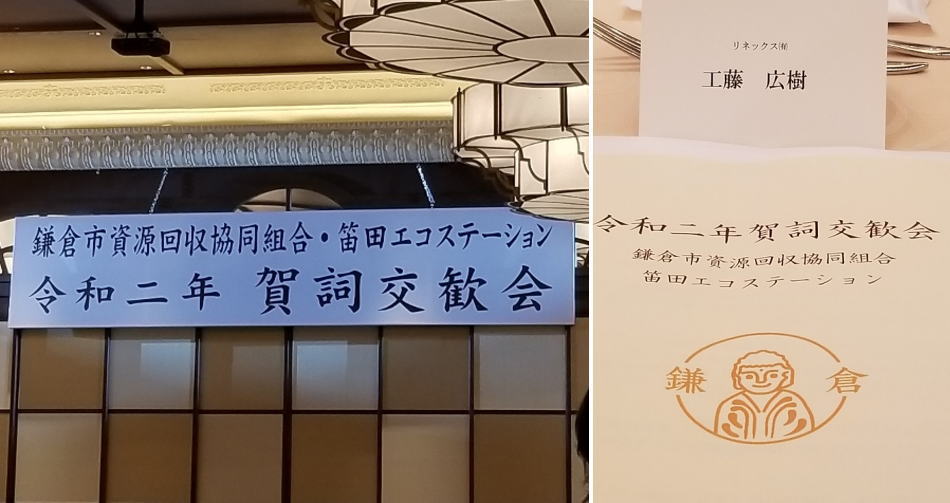 鎌倉市資源回収協同組合・笛田エコステーション
令和二年 賀詞交歓会
リネックス㈲
工藤 広樹
令和二年賀詞交歓会
鎌倉市資源回収協同組合
笛田エコステーション
鎌倉